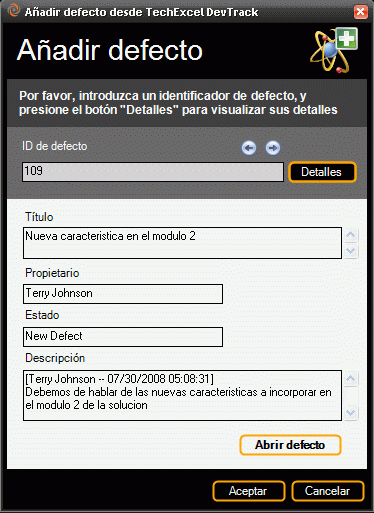 Añadir defecto desde TechExcel DevTrack
Añadir defecto
Por favor, introduzca un identificador de defecto, y
presione el botón "Detalles" para visualizar sus detalles
ID de defecto
109
Detalles
Título
Nueva caracteristica en el modulo 2
Propietario
Terry Johnson
Estado
New Defect
Descripción
[Terry Johnson -- 07/30/2008 05:08:31]
Debemos de hablar de las nuevas caracteristicas a incorporar en
el modulo 2 de la solucion
Abrir defecto
Aceptar
Cancelar